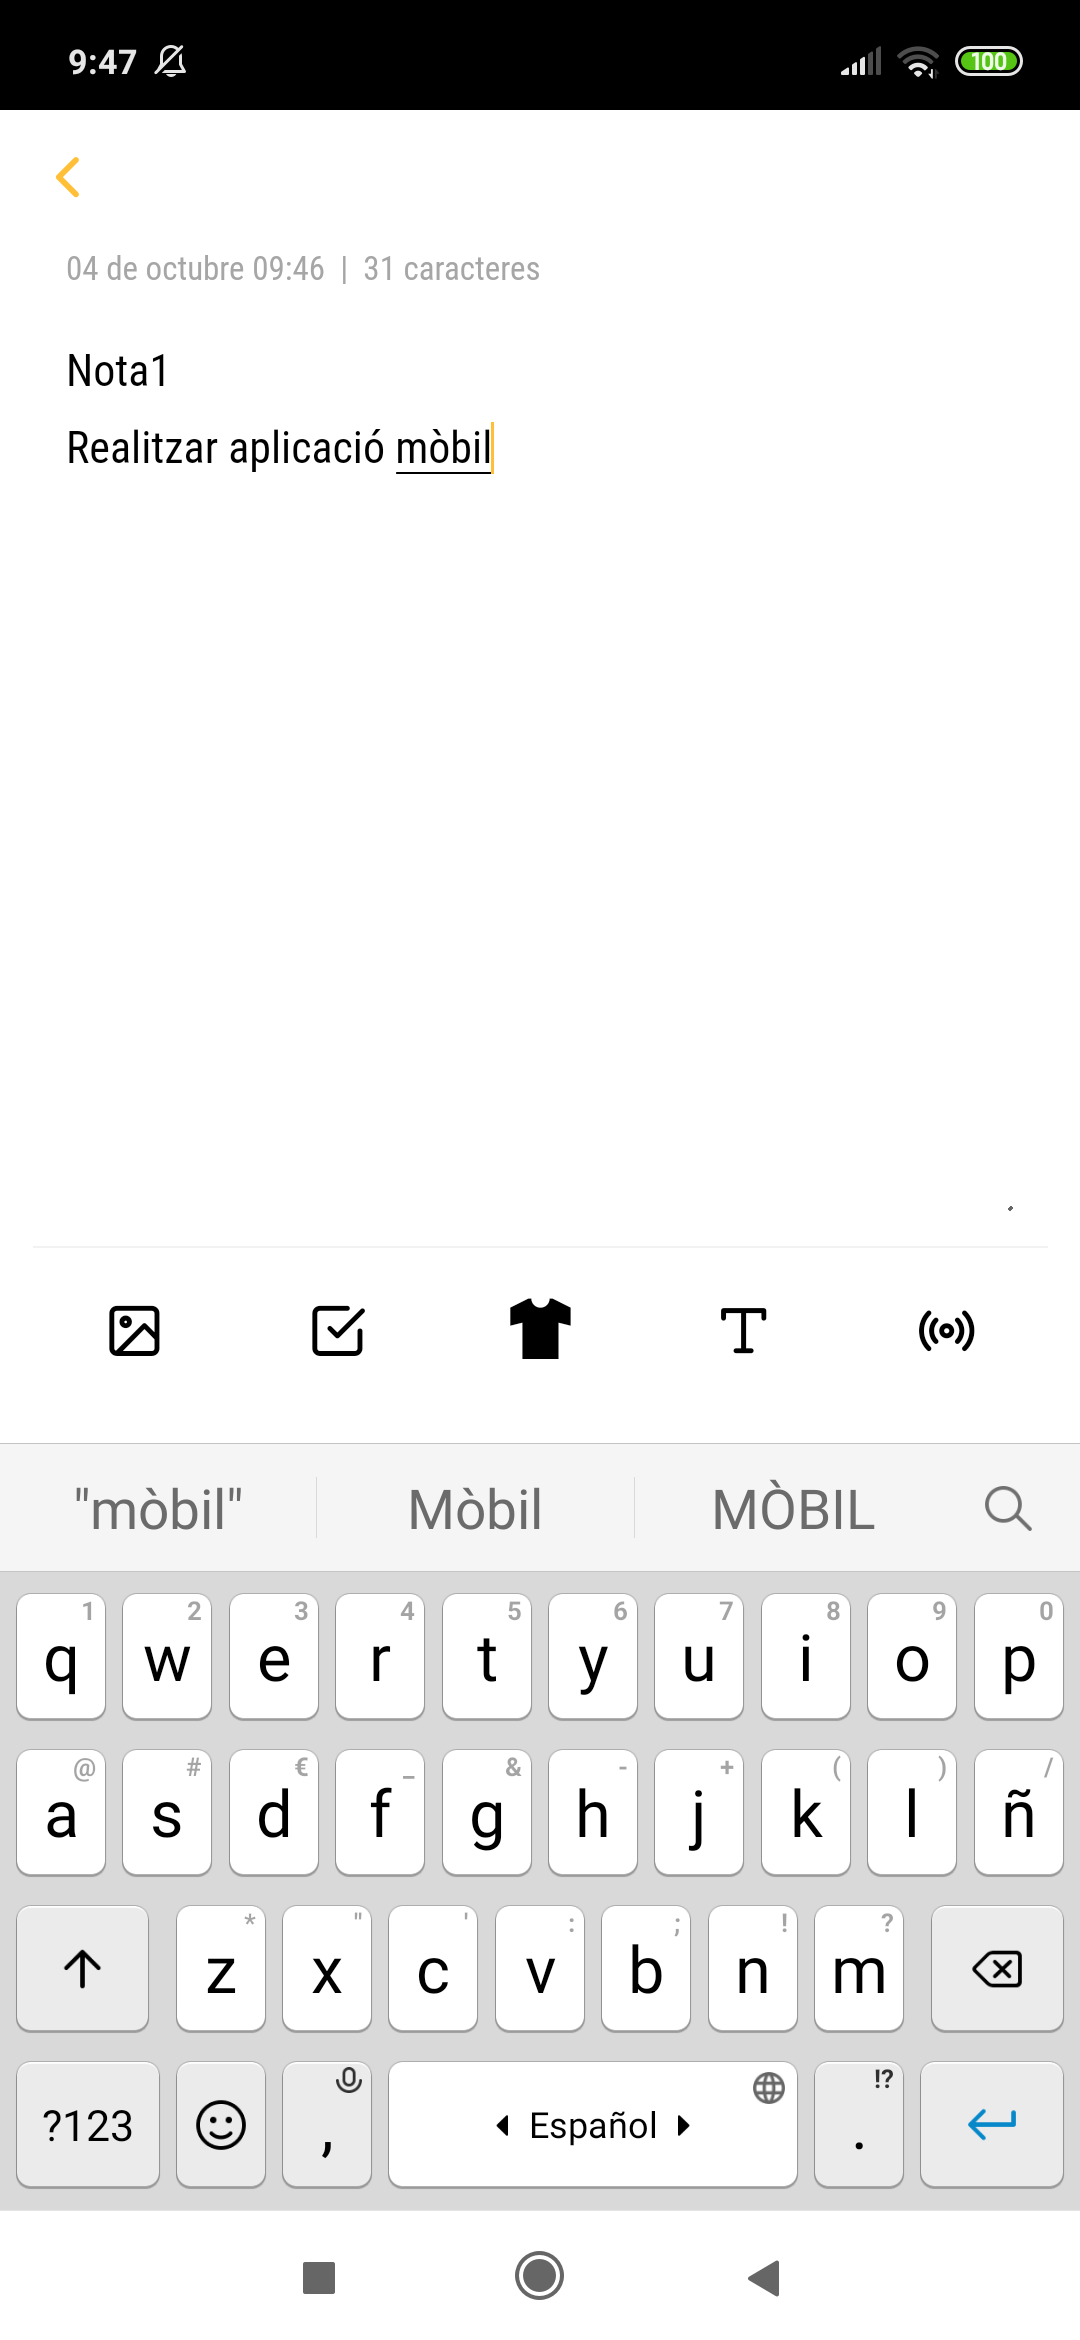 9:47 100
04 de octubre 09:46 | 31 caracteres
Nota1
Realitzar aplicació mòbil
"mòbil" Mòbil MÒBIL
1 2 3 4 5 6 7 8 9 0
q w e r t y u i o p
@ # € _ & - + ( ) /
a s d f g h j k l ñ
* " ' : ; ! ?
z x c v b n m
!?
?123 , Español .